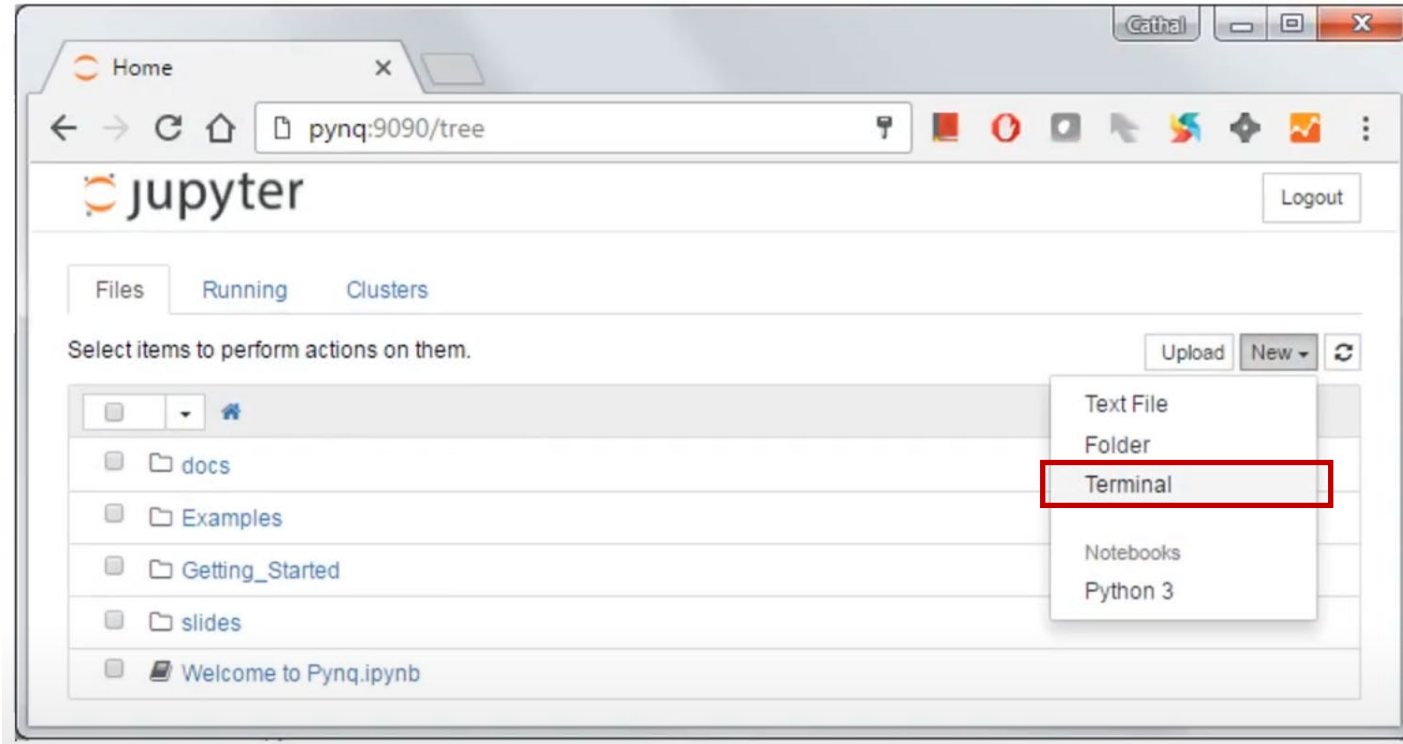 Cathal
Home
pynq:9090/tree
jupyter
Logout
Files Running Clusters
Select items to perform actions on them.
Upload New
Text File
Folder
Terminal
Notebooks
Python 3
docs
Examples
Getting_Started
slides
Welcome to Pynq.ipynb